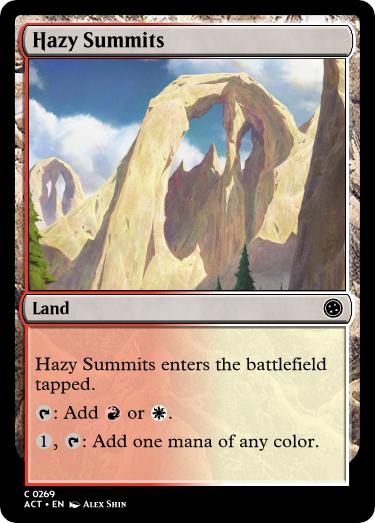 Hazy Summits
Land
Hazy Summits enters the battlefield
tapped.
: Add or .
1, : Add one mana of any color.
C 0269
ACT • EN Alex Shin